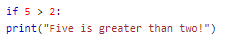 if 5 > 2:
print("Five is greater than two!")